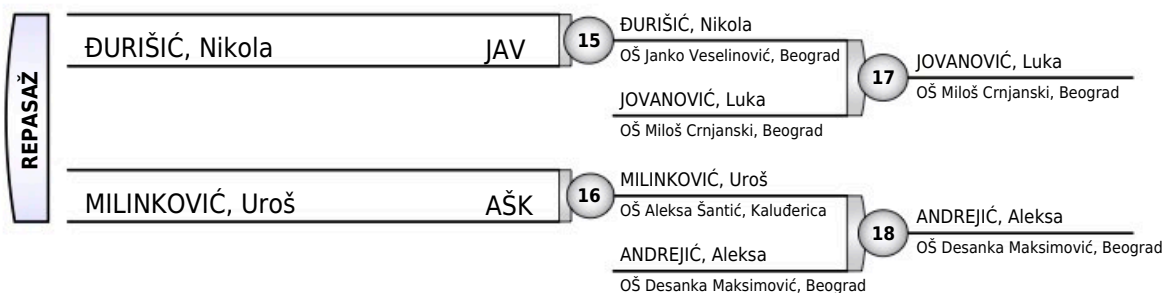 REPASAŽ
ĐURIŠIĆ, Nikola JAV
15
ĐURIŠIĆ, Nikola
OŠ Janko Veselinović, Beograd
JOVANOVIĆ, Luka
OŠ Miloš Crnjanski, Beograd
17
JOVANOVIĆ, Luka
OŠ Miloš Crnjanski, Beograd
MILINKOVIĆ, Uroš AŠK
16
MILINKOVIĆ, Uroš
OŠ Aleksa Šantić, Kaluđerica
ANDREJIĆ, Aleksa
OŠ Desanka Maksimović, Beograd
18
ANDREJIĆ, Aleksa
OŠ Desanka Maksimović, Beograd